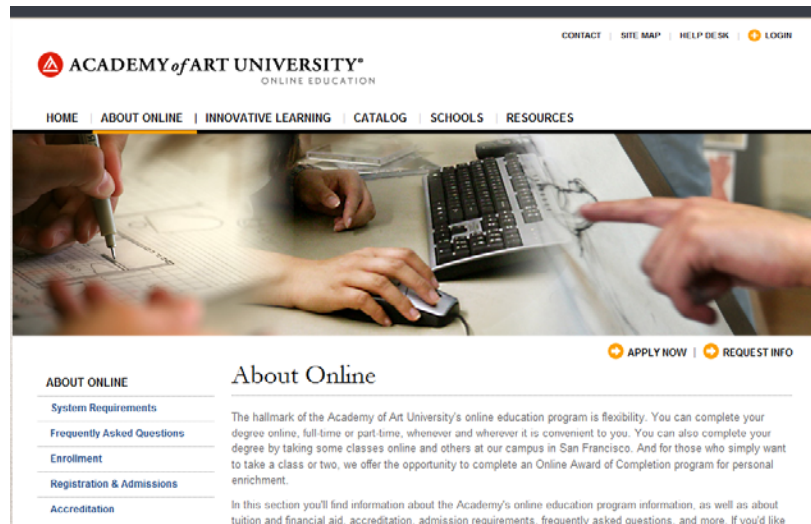 CONTACT | SITE MAP | HELP DESK | LOGIN
ACADEMY of ART UNIVERSITY®
ONLINE EDUCATION
HOME | ABOUT ONLINE | INNOVATIVE LEARNING | CATALOG | SCHOOLS | RESOURCES
APPLY NOW | REQUEST INFO
ABOUT ONLINE
System Requirements
Frequently Asked Questions
Enrollment
Registration & Admissions
Accreditation
About Online
The hallmark of the Academy of Art University's online education program is flexibility. You can complete your
degree online, full-time or part-time, whenever and wherever it is convenient to you. You can also complete your
degree by taking some classes online and others at our campus in San Francisco. And for those who simply want
to take a class or two, we offer the opportunity to complete an Online Award of Completion program for personal
enrichment.
In this section you'll find information about the Academy's online education program information, as well as about
tuition and financial aid, accreditation, admission requirements, frequently asked questions, and more. If you'd like